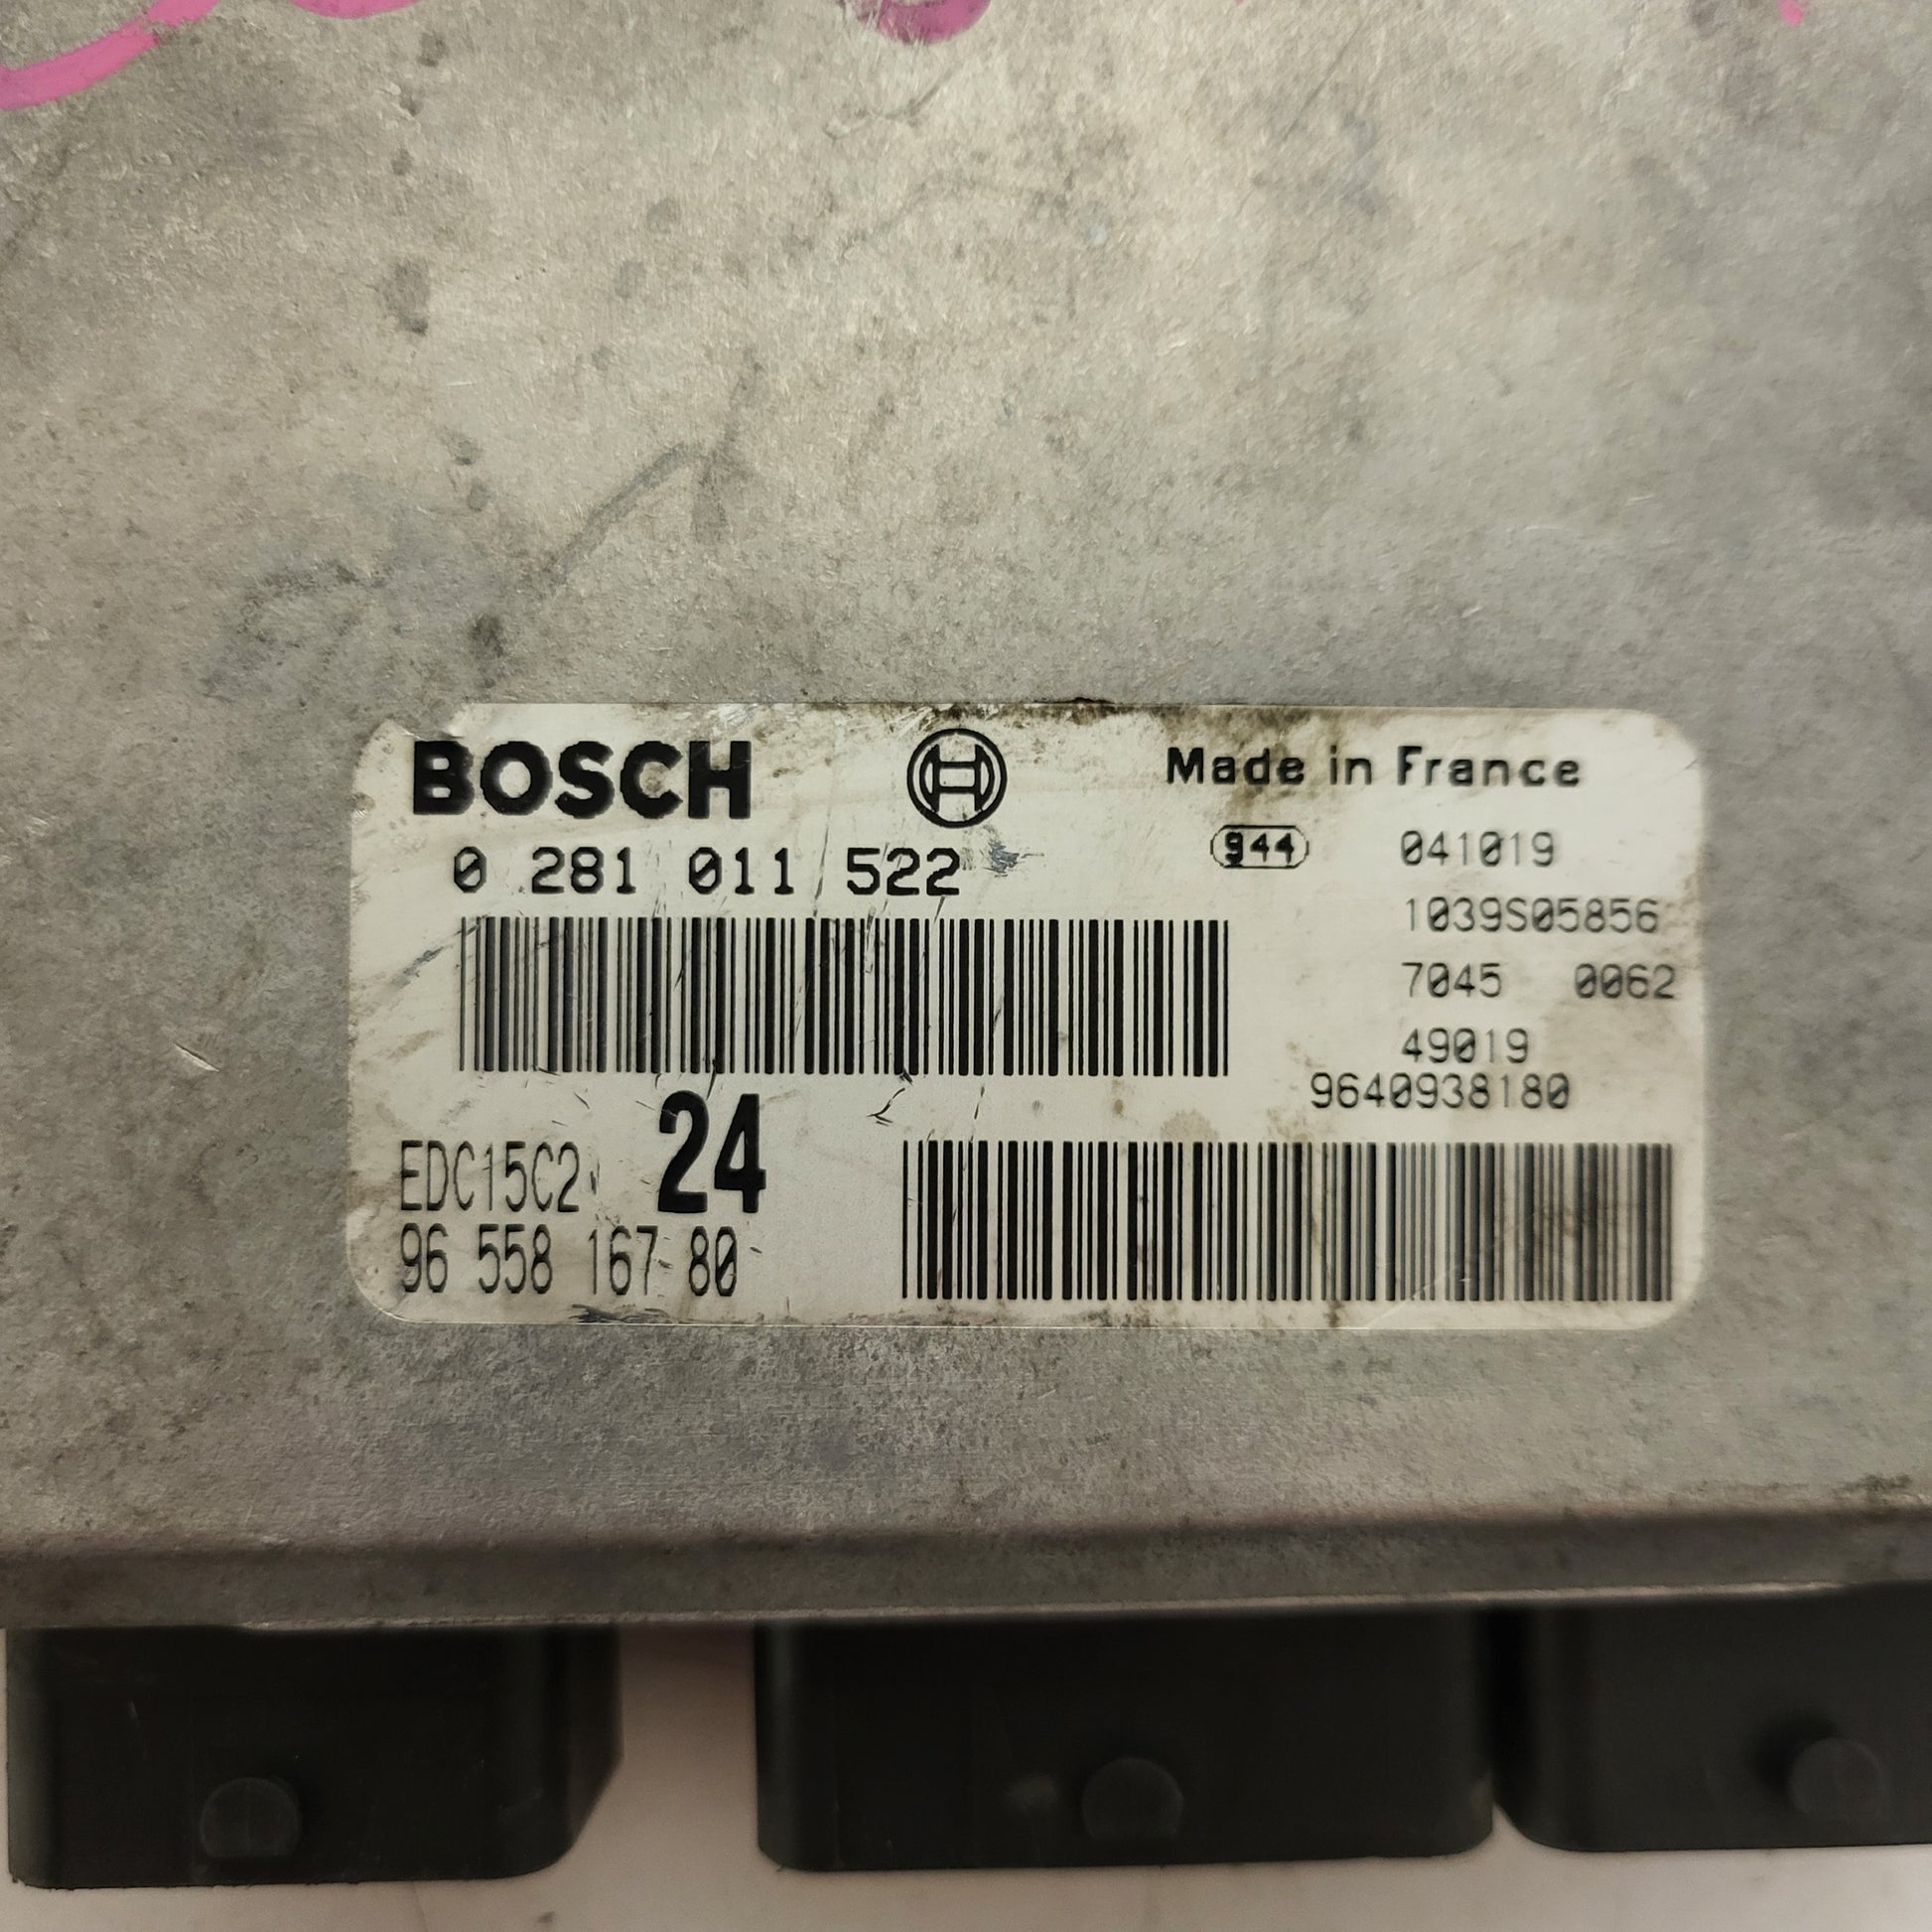 BOSCH
Made in France
0 281 011 522
944 041019
1039S05856
7045 0062
49019
9640938180
EDC15C2 24
96 558 167 80